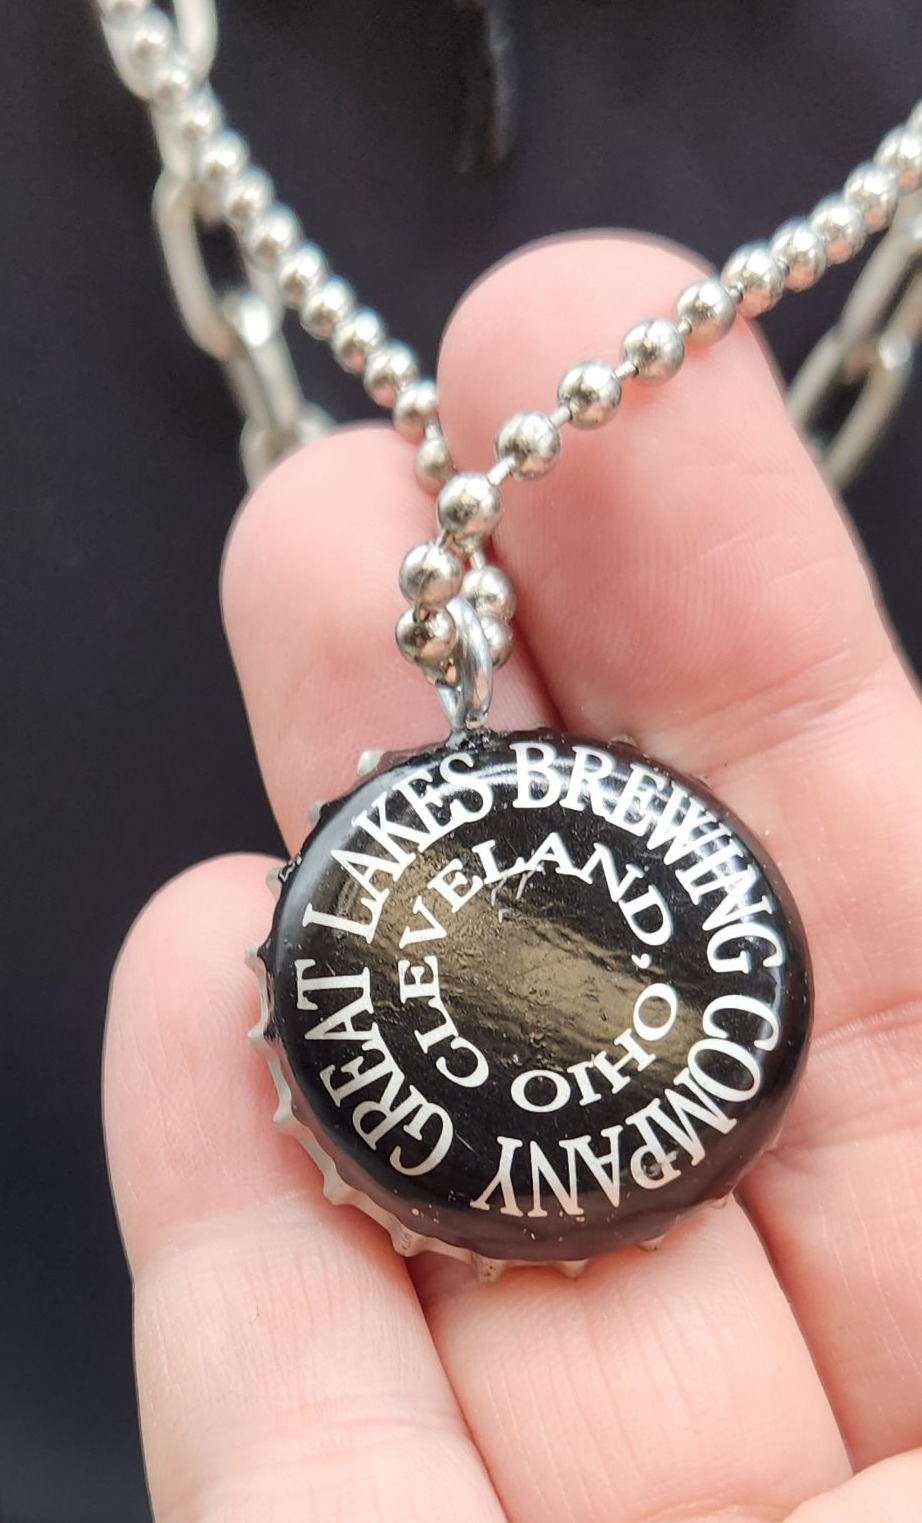 GREAT LAKES BREWING COMPANY
CLEVELAND, OHIO